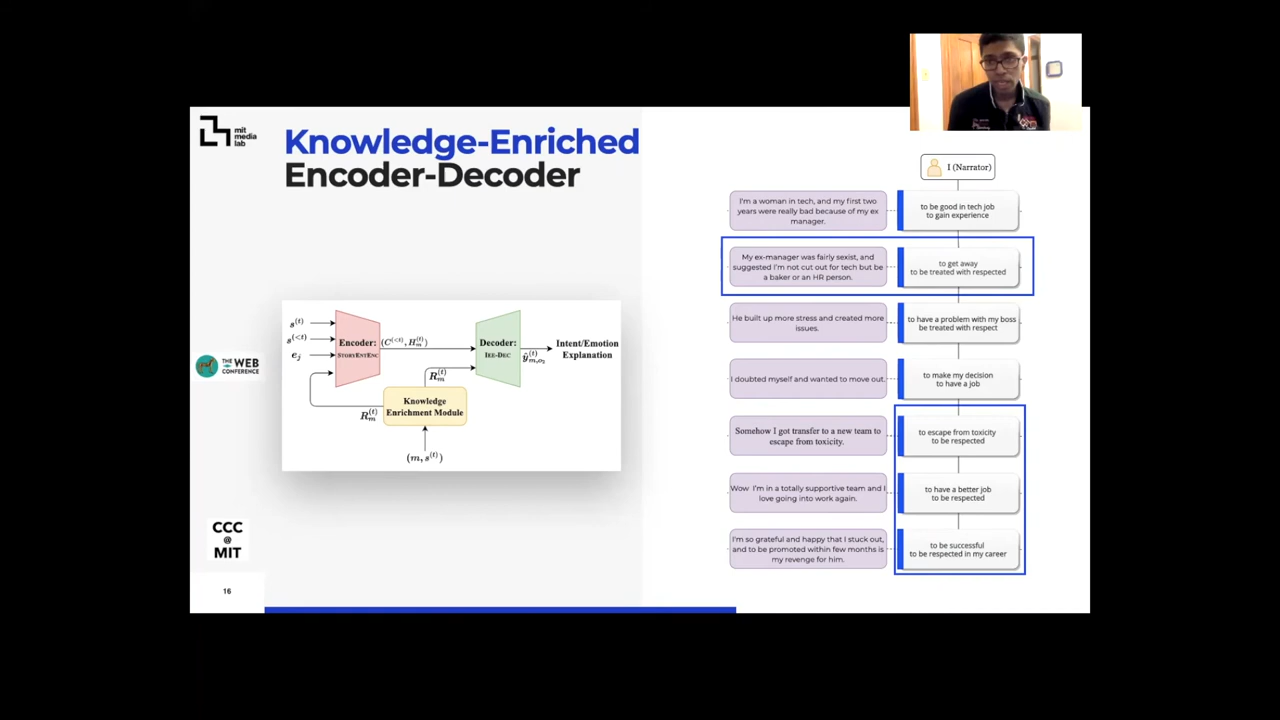 mit
media
lab
Knowledge-Enriched
Encoder-Decoder
I (Narrator)
I'm a woman in tech, and my first two
years were really bad because of my ex
manager.
to be good in tech job
to gain experience
My ex-manager was fairly sexist, and
suggested I'm not cut out for tech but be
a baker or an HR person.
to get away
to be treated with respected
He built up more stress and created more
issues.
to have a problem with my boss
be treated with respect
I doubted myself and wanted to move out.
to make my decision
to have a job
Somehow I got transfer to a new team to
escape from toxicity.
to escape from toxicity
to be respected
Wow I'm in a totally supportive team and I
love going into work again.
to have a better job
to be respected
I'm so grateful and happy that I stuck out,
and to be promoted within few months is
my revenge for him.
to be successful
to be respected in my career
s^(t)
s^(<t)
e_j
Encoder:
STORYENTENC
(C^(<t), H_m^(t))
Decoder:
IEE-DEC
ŷ_{m,o_2}^(t)
Intent/Emotion
Explanation
R_m^(t)
R_m^(t)
Knowledge
Enrichment Module
(m, s^(t))
THE WEB
CONFERENCE
CCC
@
MIT
16